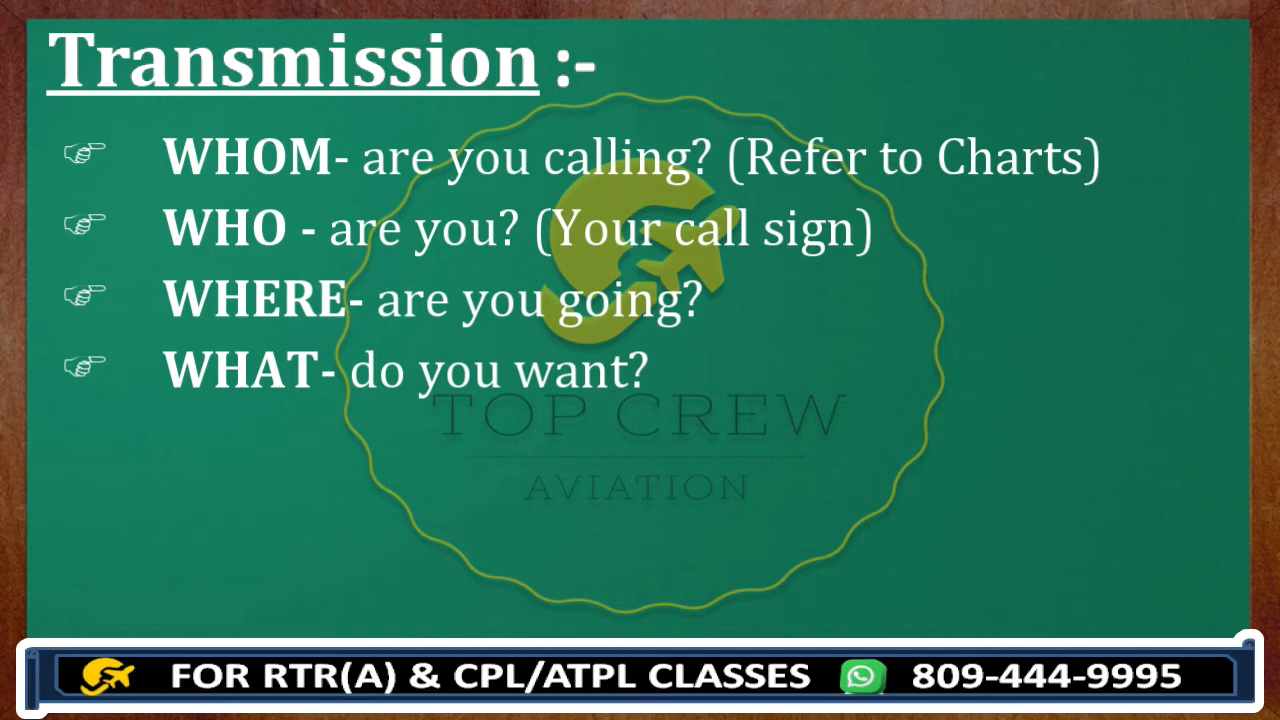 Transmission :-
☞ WHOM- are you calling? (Refer to Charts)
☞ WHO - are you? (Your call sign)
☞ WHERE- are you going?
☞ WHAT- do you want?
TOP CREW
AVIATION
FOR RTR(A) & CPL/ATPL CLASSES 809-444-9995